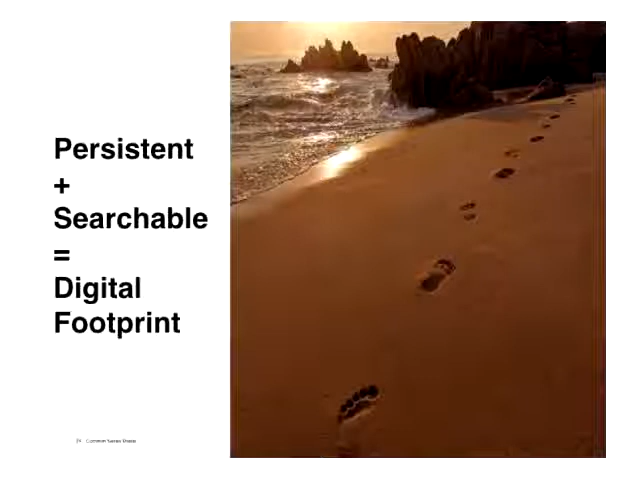 Persistent
+
Searchable
=
Digital
Footprint